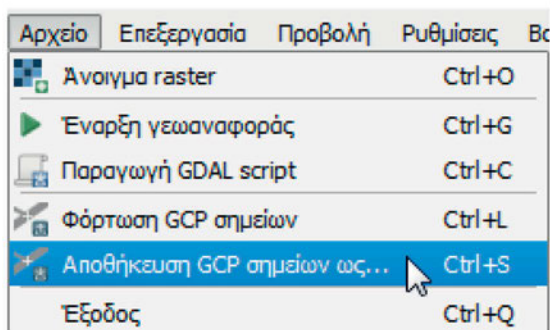 Αρχείο Επεξεργασία Προβολή Ρυθμίσεις
Άνοιγμα raster Ctrl+O
Έναρξη γεωαναφοράς Ctrl+G
Παραγωγή GDAL script Ctrl+C
Φόρτωση GCP σημείων Ctrl+L
Αποθήκευση GCP σημείων ως... Ctrl+S
Έξοδος Ctrl+Q